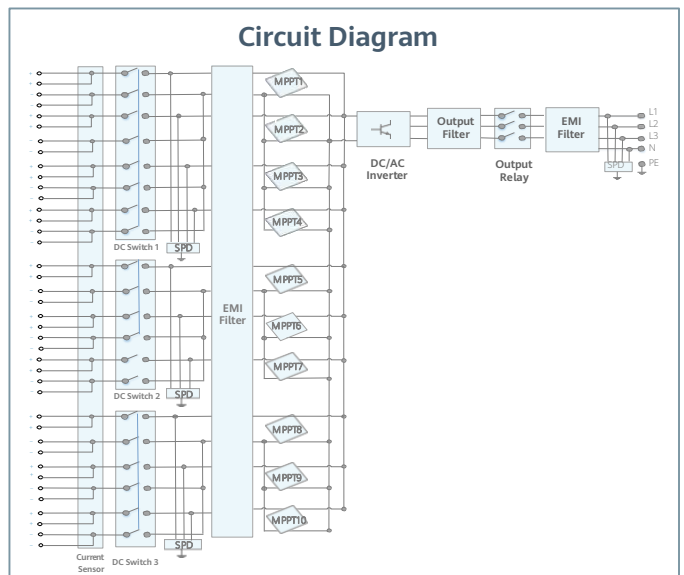 Circuit Diagram
MPPT1
MPPT2
MPPT3
MPPT4
MPPT5
MPPT6
MPPT7
MPPT8
MPPT9
MPPT10
DC Switch 1
SPD
DC Switch 2
SPD
DC Switch 3
SPD
Current
Sensor
EMI
Filter
DC/AC
Inverter
Output
Filter
Output
Relay
EMI
Filter
SPD
L1
L2
L3
N
PE